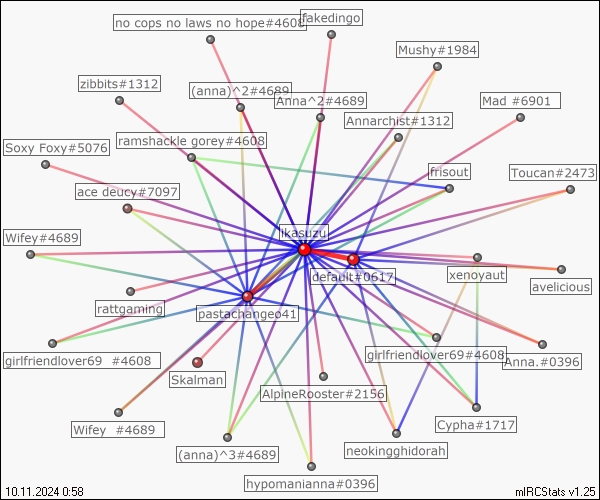 no cops no laws no hope#4608
fakedingo
Mushy#1984
zibbits#1312
(anna)^2#4689
Anna^2#4689
Mad #6901
Annarchist#1312
Soxy Foxy#5076
ramshackle gorey#4608
frisout
Toucan#2473
ace deucy#7097
Wifey#4689
likasuzu
default#0617
xenoyaut
avelicious
rattgaming
pastachangeo41
girlfriendlover69 #4608
girlfriendlover69#4608
Anna.#0396
Skalman
AlpineRooster#2156
Cypha#1717
Wifey #4689
(anna)^3#4689
neokingghidorah
hypomanianna#0396
10.11.2024 0:58
mIRCStats v1.25